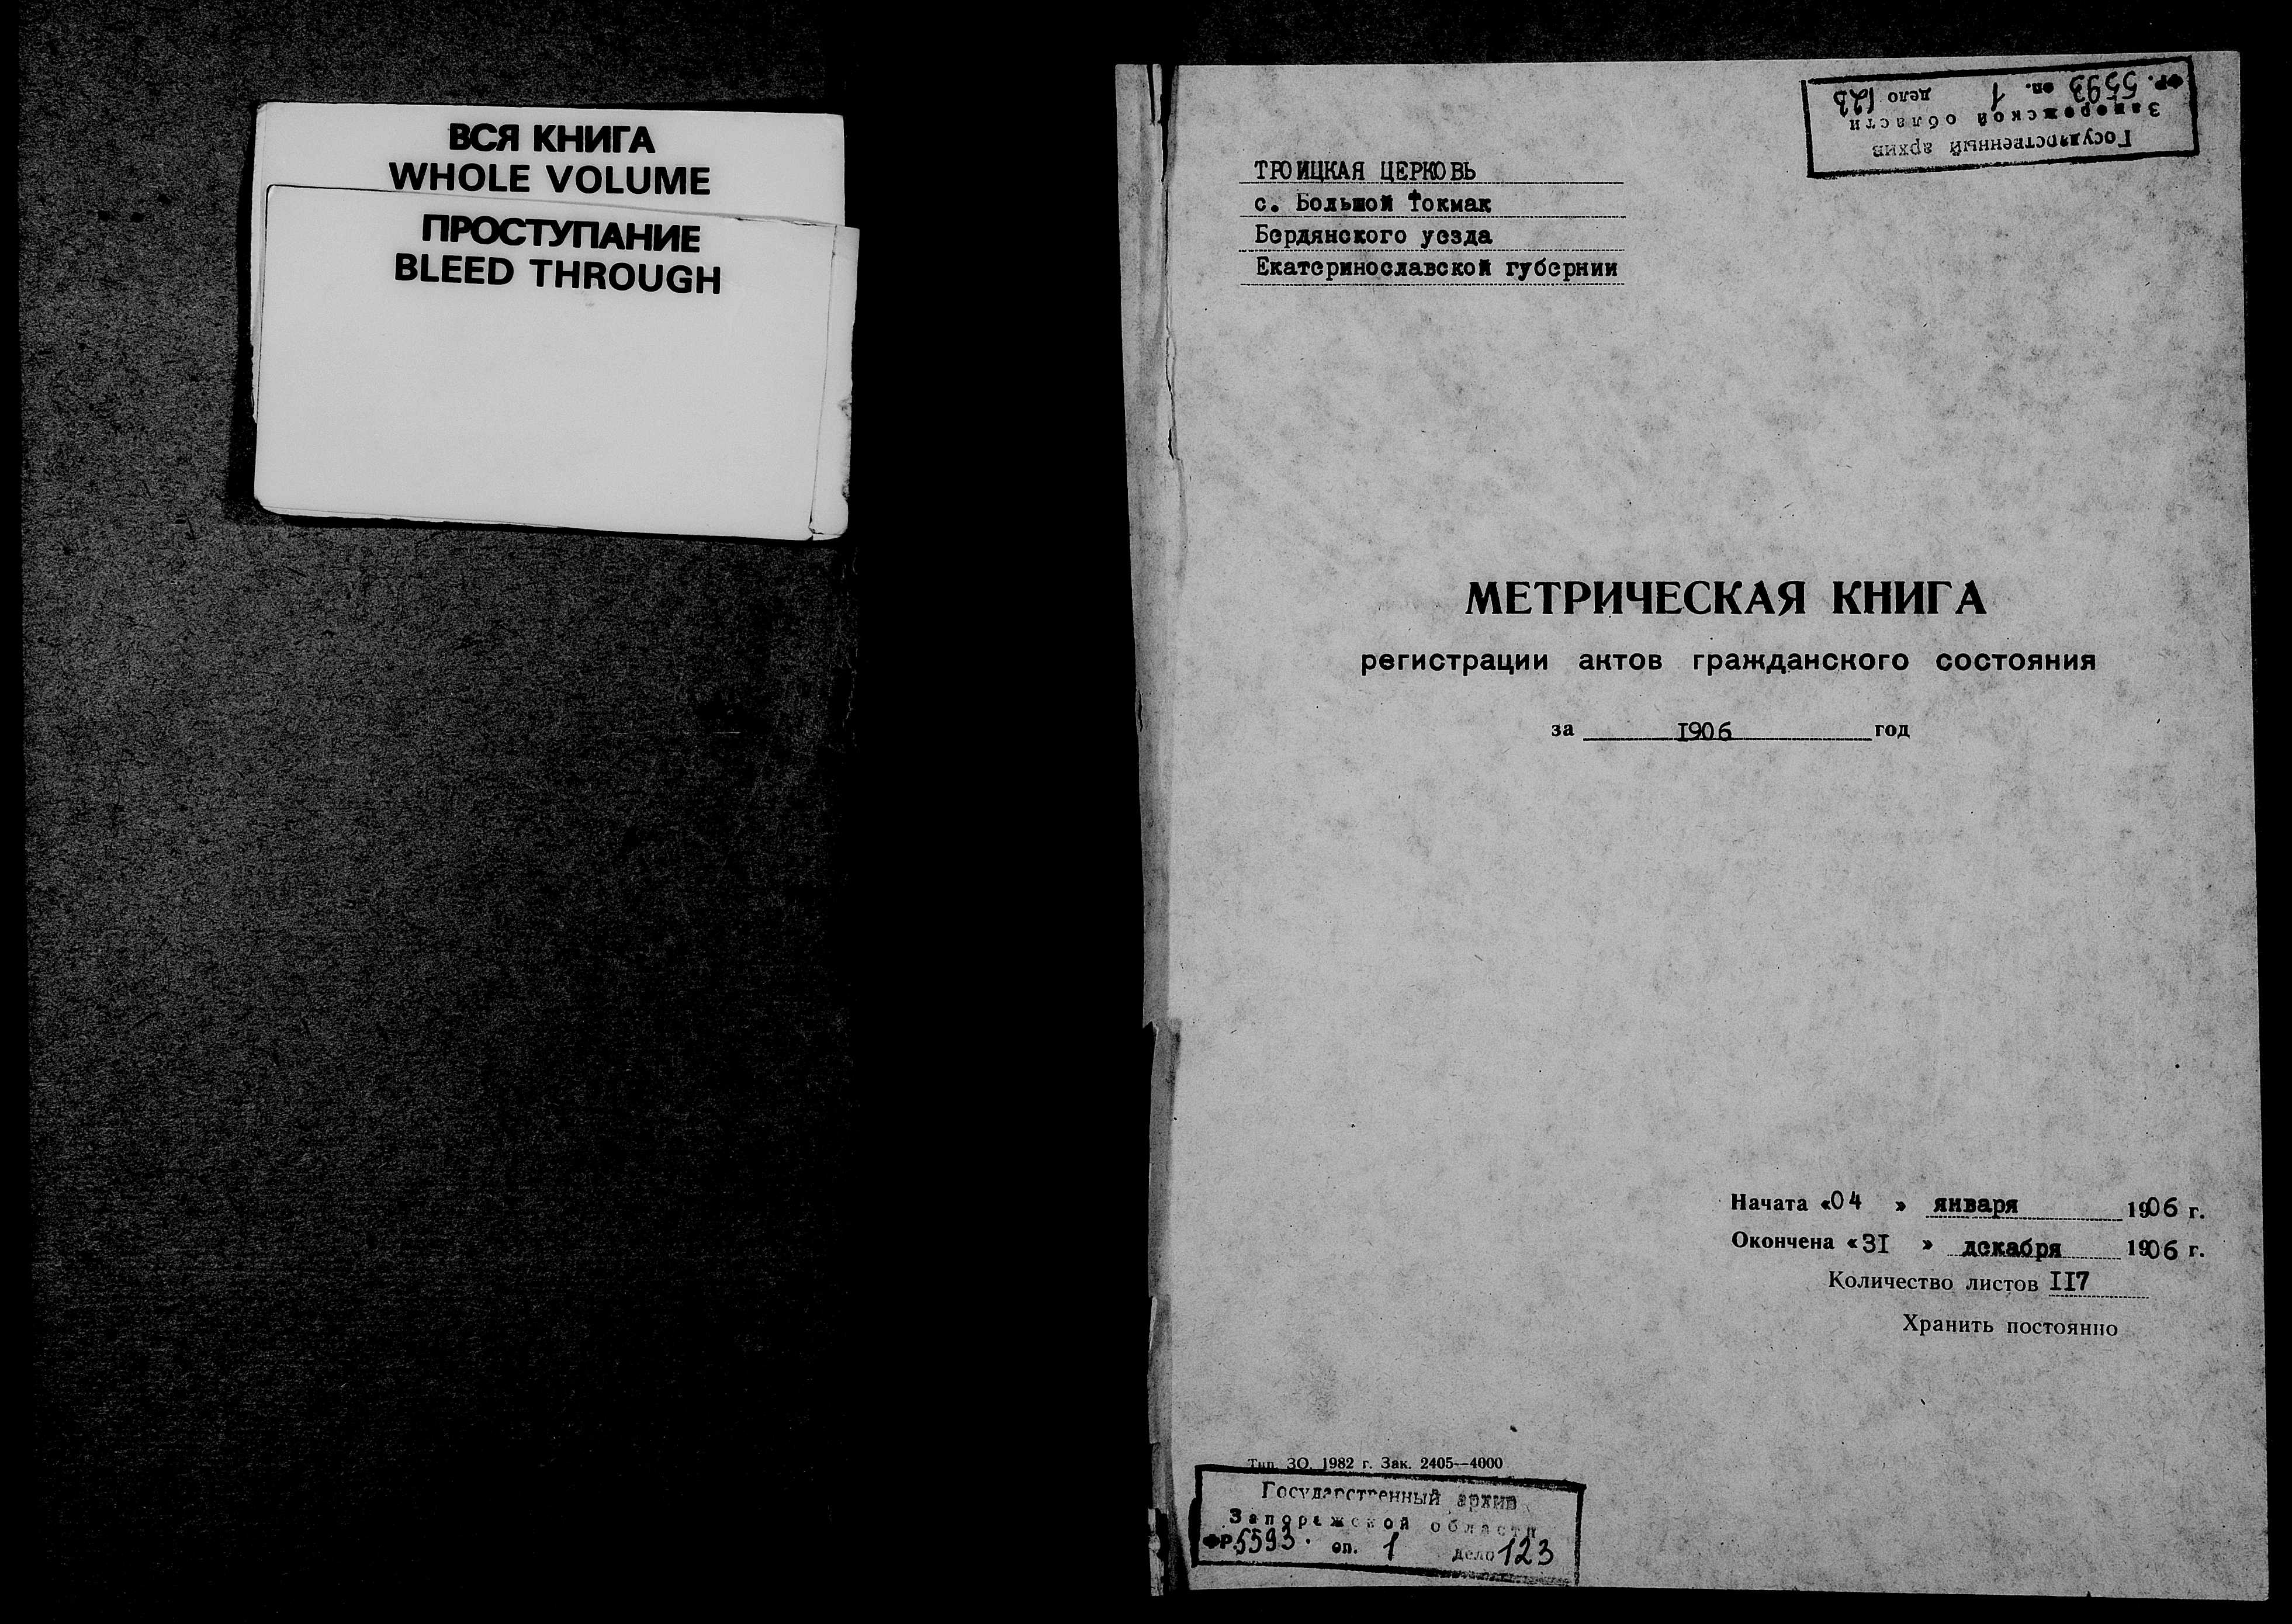 ВСЯ КНИГА
WHOLE VOLUME
ПРОСТУПАНИЕ
BLEED THROUGH
Государственный архив
Запорожской области
ФР. 5593 оп. 1 дело 123
ТРОИЦКАЯ ЦЕРКОВЬ
с. Большой Токмак
Бердянского уезда
Екатеринославской губернии
МЕТРИЧЕСКАЯ КНИГА
регистрации актов гражданского состояния
за 1906 год
Начата «04 » января 1906 г.
Окончена «31 » декабря 1906 г.
Количество листов 117
Хранить постоянно
Тип. ЗО. 1982 г. Зак. 2405—4000
Государственный архив
Запорожской области
ФР. 5593. оп. 1 дело 123